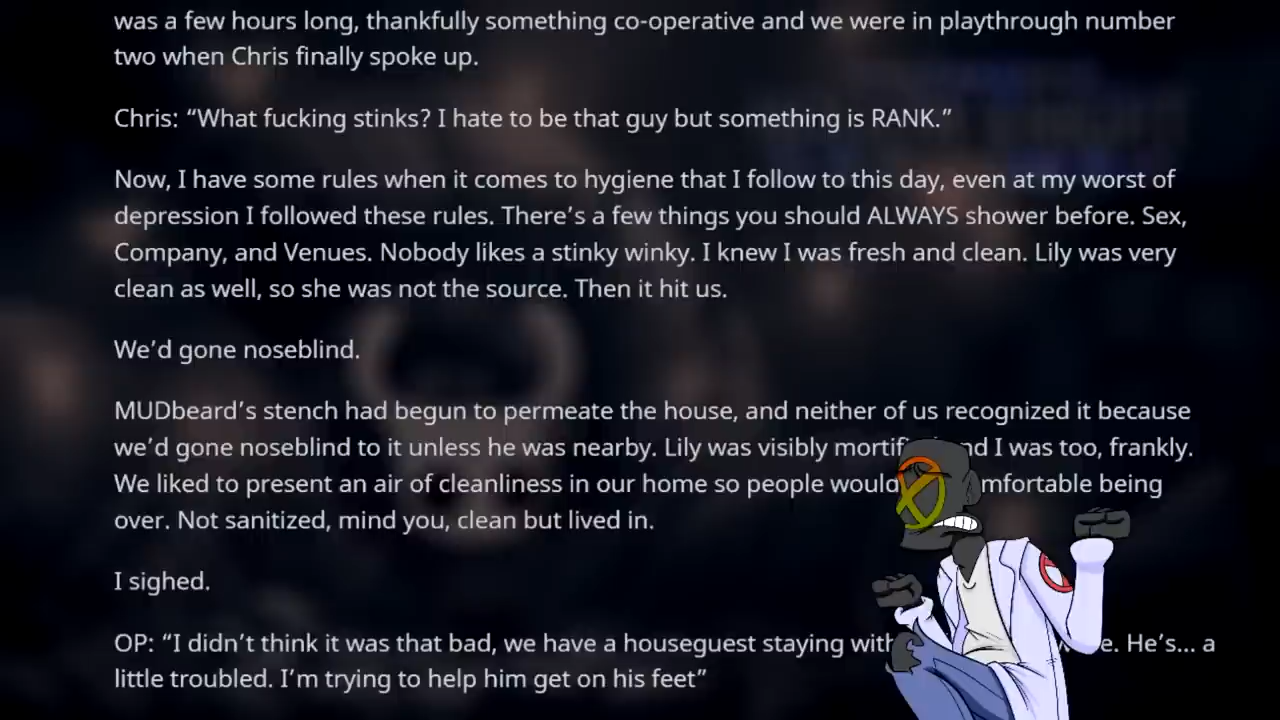 was a few hours long, thankfully something co-operative and we were in playthrough number
two when Chris finally spoke up.
Chris: “What fucking stinks? I hate to be that guy but something is RANK.”
Now, I have some rules when it comes to hygiene that I follow to this day, even at my worst of
depression I followed these rules. There’s a few things you should ALWAYS shower before. Sex,
Company, and Venues. Nobody likes a stinky winky. I knew I was fresh and clean. Lily was very
clean as well, so she was not the source. Then it hit us.
We’d gone noseblind.
MUDbeard’s stench had begun to permeate the house, and neither of us recognized it because
we’d gone noseblind to it unless he was nearby. Lily was visibly I was too, frankly.
We liked to present an air of cleanliness in our home so people would being
over. Not sanitized, mind you, clean but lived in.
I sighed.
OP: “I didn’t think it was that bad, we have a houseguest staying He’s... a
little troubled. I’m trying to help him get on his feet”